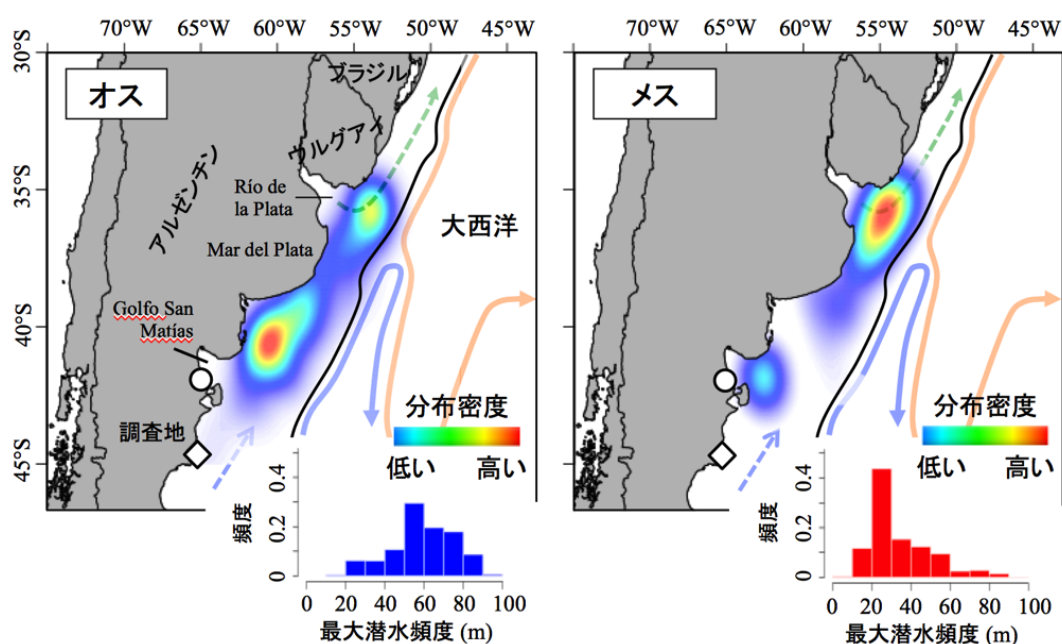 70°W 65°W 60°W 55°W 50°W 45°W
30°S
35°S
40°S
45°S
オス
ブラジル
ウルグアイ
アルゼンチン
Río de
la Plata
Mar del Plata
大西洋
Golfo San
Matías
調査地
分布密度
低い 高い
頻度
0 0.2 0.4
0 20 40 60 80 100
最大潜水頻度 (m)
70°W 65°W 60°W 55°W 50°W 45°W
30°S
35°S
40°S
45°S
メス
分布密度
低い 高い
頻度
0 0.2 0.4
0 20 40 60 80 100
最大潜水頻度 (m)